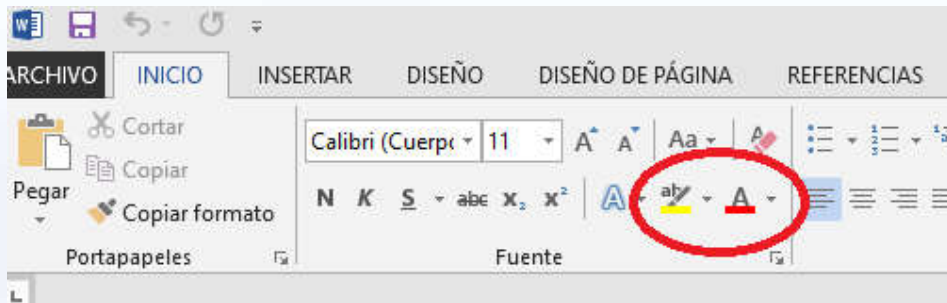 ARCHIVO INICIO INSERTAR DISEÑO DISEÑO DE PÁGINA REFERENCIAS
Cortar
Calibri (Cuerpo 11 A A Aa
Copiar
Pegar
N K S abc x₂ x² A ab A
Copiar formato
Portapapeles Fuente